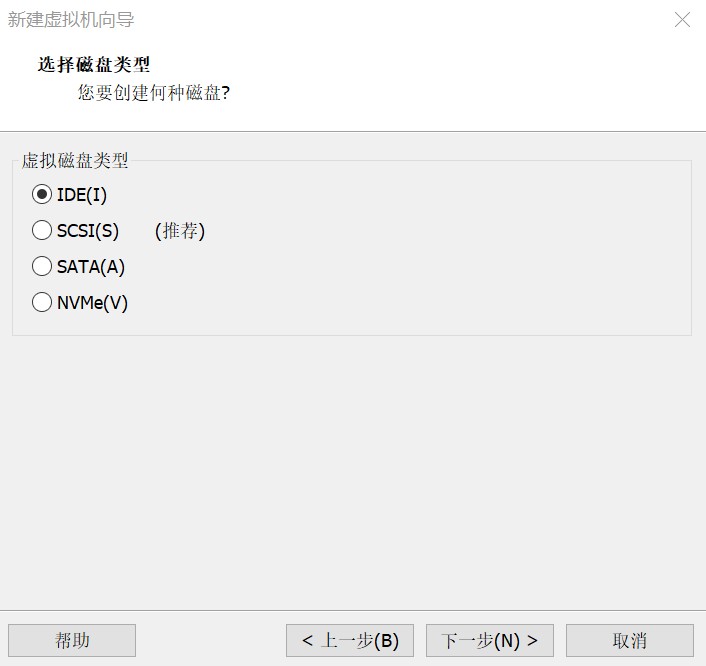 新建虚拟机向导
选择磁盘类型
您要创建何种磁盘?
虚拟磁盘类型
IDE(I)
SCSI(S) (推荐)
SATA(A)
NVMe(V)
帮助 < 上一步(B) 下一步(N) > 取消